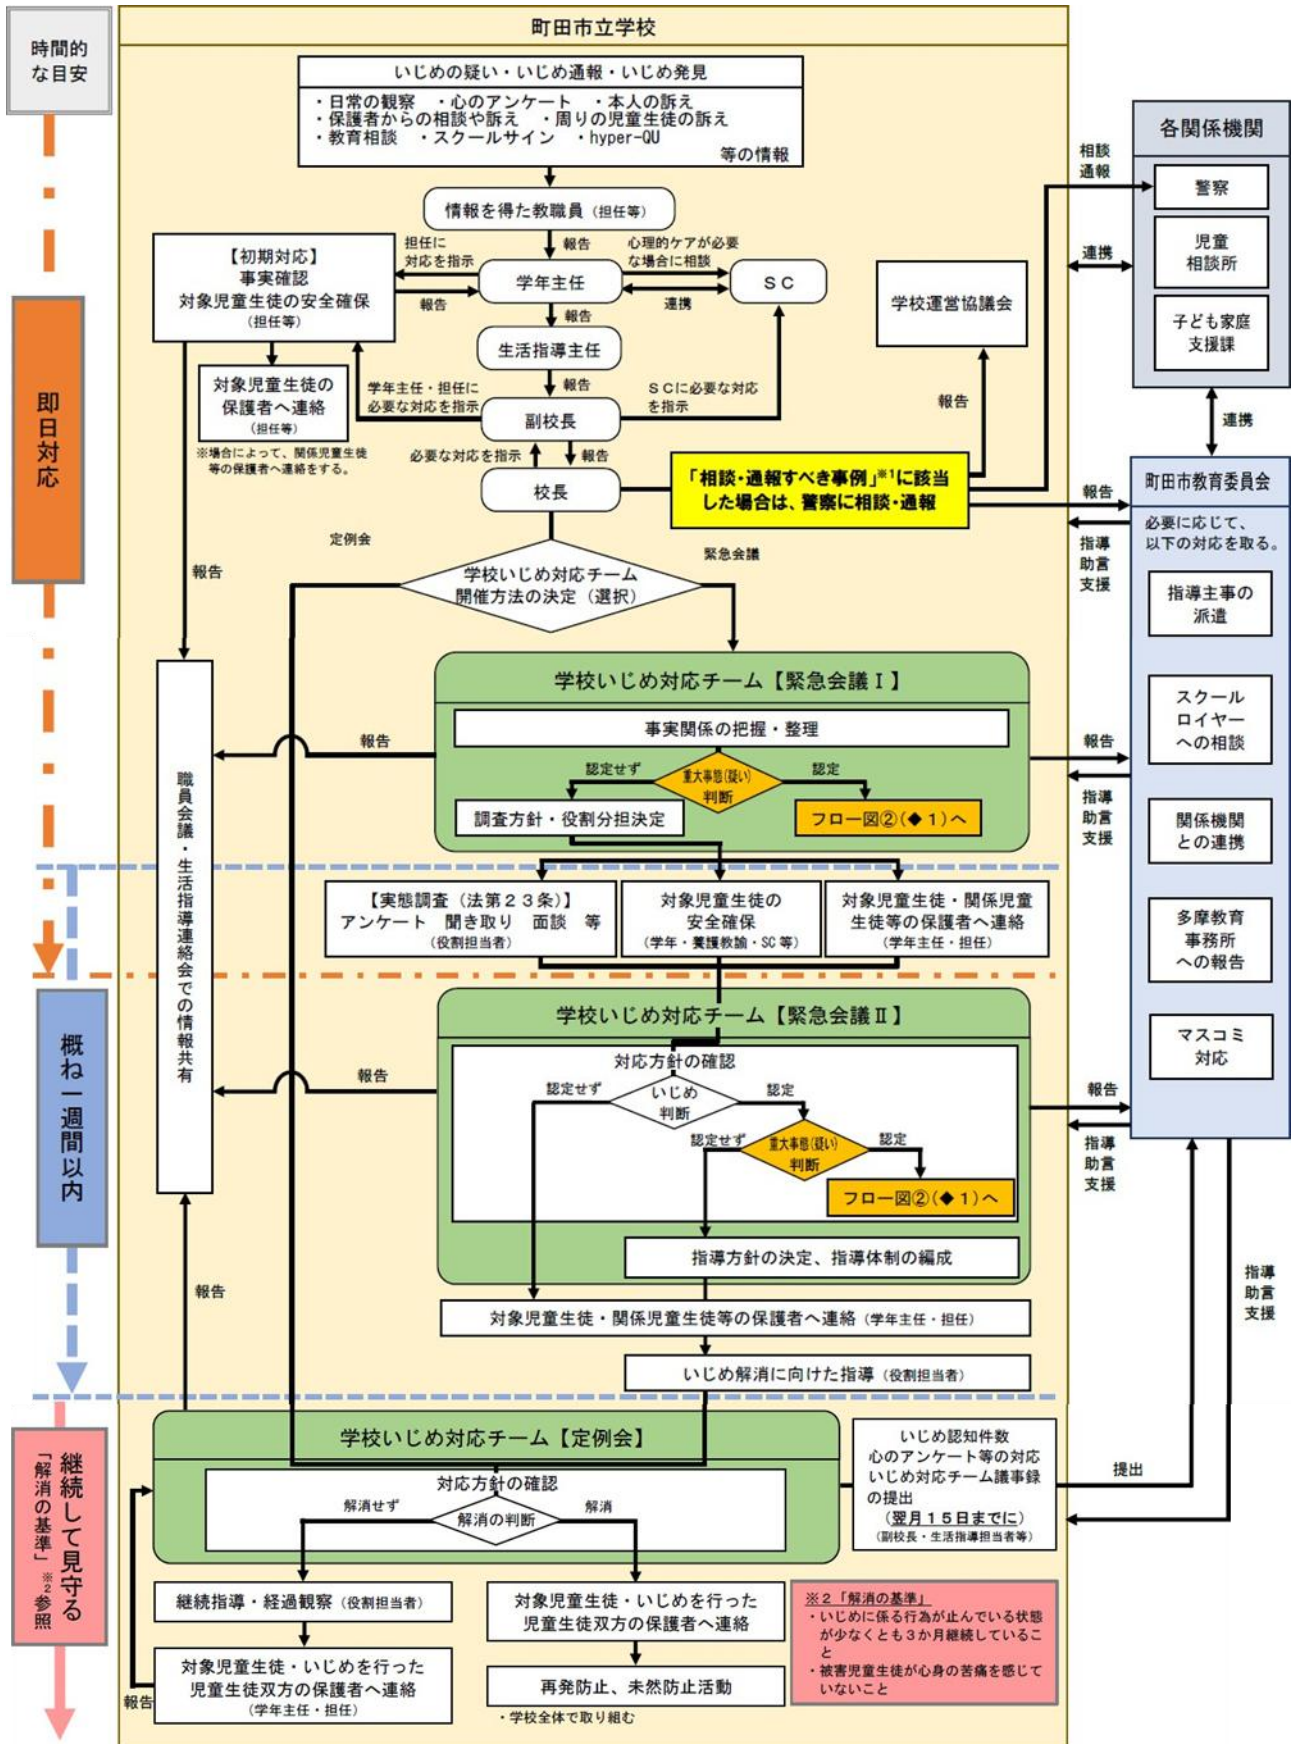 時間的
な目安
町田市立学校
いじめの疑い・いじめ通報・いじめ発見
・日常の観察　・心のアンケート　・本人の訴え
・保護者からの相談や訴え　・周りの児童生徒の訴え
・教育相談　・スクールサイン　・hyper-QU
等の情報
情報を得た教職員（担任等）
報告
担任に
対応を指示
心理的ケアが必要
な場合に相談
【初期対応】
事実確認
対象児童生徒の安全確保
（担任等）
学年主任
報告
連携
ＳＣ
報告
生活指導主任
報告
対象児童生徒の
保護者へ連絡
（担任等）
※場合によって、関係児童生徒
等の保護者へ連絡をする。
学年主任・担任に
必要な対応を指示
ＳＣに必要な対応
を指示
副校長
必要な対応を指示
報告
校長
「相談・通報すべき事例」※1に該当
した場合は、警察に相談・通報
学校運営協議会
報告
相談
通報
連携
各関係機関
警察
児童
相談所
子ども家庭
支援課
連携
町田市教育委員会
必要に応じて、
以下の対応を取る。
指導主事の
派遣
スクール
ロイヤー
への相談
関係機関
との連携
多摩教育
事務所
への報告
マスコミ
対応
報告
指導
助言
支援
即日対応
定例会
緊急会議
学校いじめ対応チーム
開催方法の決定（選択）
報告
学校いじめ対応チーム【緊急会議Ⅰ】
事実関係の把握・整理
認定せず
重大事態(疑い)
判断
認定
調査方針・役割分担決定
フロー図②(◆１)へ
報告
報告
指導
助言
支援
職員会議・生活指導連絡会での情報共有
【実態調査（法第２３条）】
アンケート　聞き取り　面談　等
（役割担当者）
対象児童生徒の
安全確保
（学年・養護教諭・SC等）
対象児童生徒・関係児童
生徒等の保護者へ連絡
（学年主任・担任）
概ね一週間以内
学校いじめ対応チーム【緊急会議Ⅱ】
対応方針の確認
認定せず
いじめ
判断
認定
認定せず
重大事態(疑い)
判断
認定
フロー図②(◆１)へ
指導方針の決定、指導体制の編成
報告
報告
指導
助言
支援
対象児童生徒・関係児童生徒等の保護者へ連絡（学年主任・担任）
いじめ解消に向けた指導（役割担当者）
報告
指導
助言
支援
継続して見守る
「解消の基準」※2参照
学校いじめ対応チーム【定例会】
対応方針の確認
解消せず
解消の判断
解消
いじめ認知件数
心のアンケート等の対応
いじめ対応チーム議事録
の提出
（翌月１５日までに）
（副校長・生活指導担当者等）
提出
継続指導・経過観察（役割担当者）
対象児童生徒・いじめを行った
児童生徒双方の保護者へ連絡
（学年主任・担任）
報告
対象児童生徒・いじめを行った
児童生徒双方の保護者へ連絡
再発防止、未然防止活動
・学校全体で取り組む
※２「解消の基準」
・いじめに係る行為が止んでいる状態
が少なくとも３か月継続しているこ
と
・被害児童生徒が心身の苦痛を感じて
いないこと